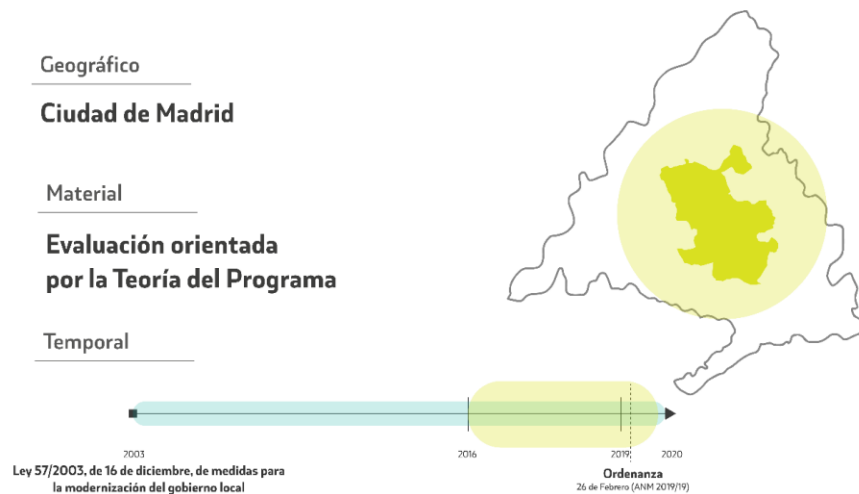 Geográfico
Ciudad de Madrid
Material
Evaluación orientada
por la Teoría del Programa
Temporal
2003
2016
2019
2020
Ley 57/2003, de 16 de diciembre, de medidas para
la modernización del gobierno local
Ordenanza
26 de Febrero (ANM 2019/19)